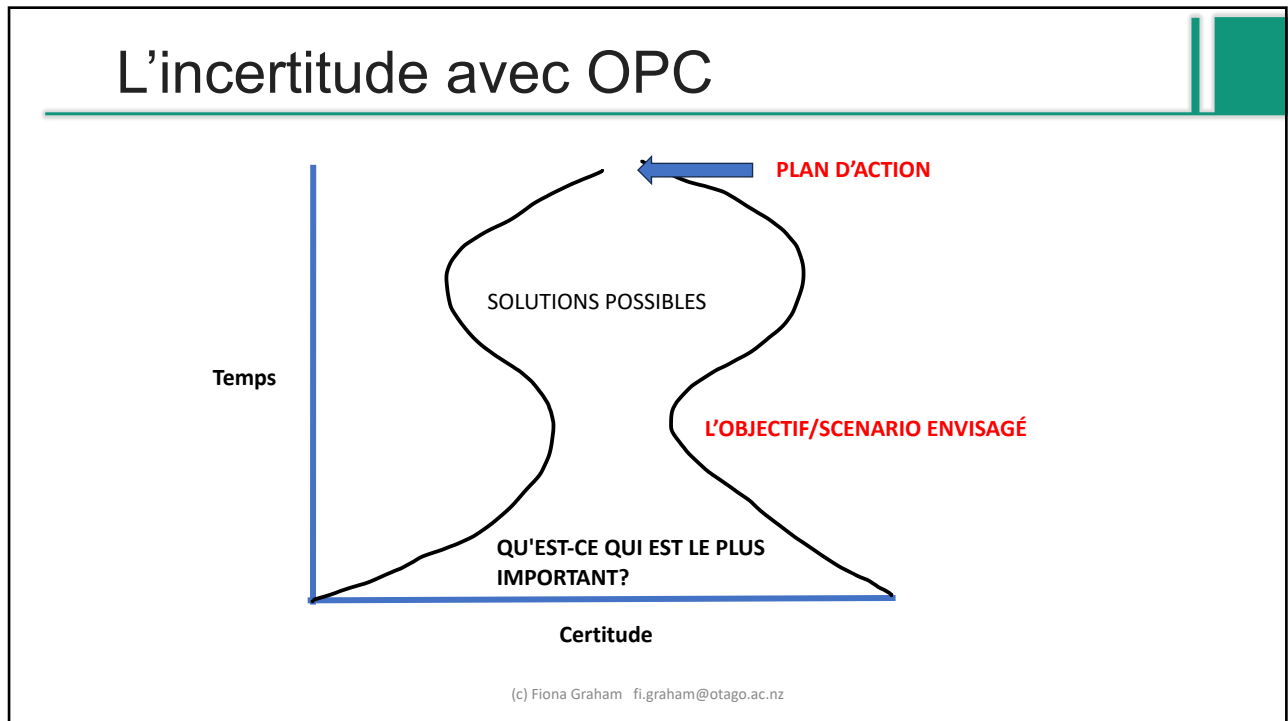 L’incertitude avec OPC
PLAN D’ACTION
SOLUTIONS POSSIBLES
Temps
L’OBJECTIF/SCENARIO ENVISAGÉ
QU'EST-CE QUI EST LE PLUS
IMPORTANT?
Certitude
(c) Fiona Graham fi.graham@otago.ac.nz